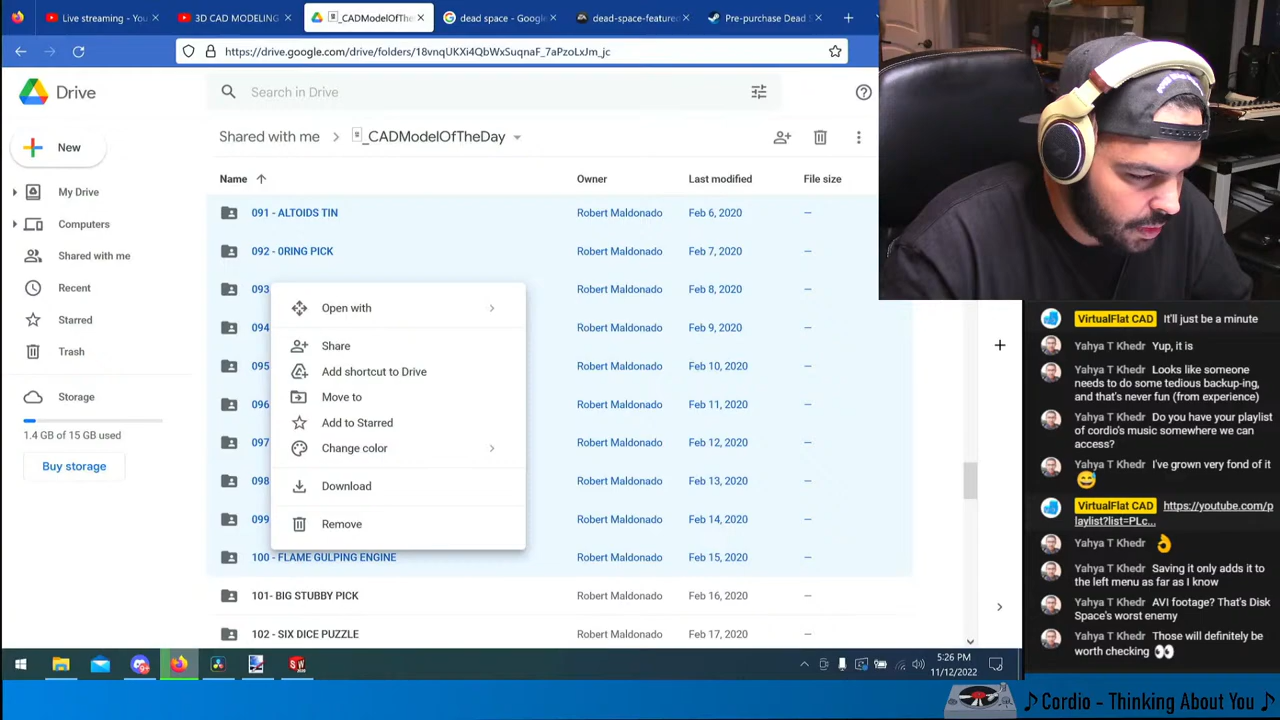 Live streaming - You
3D CAD MODELING
_CADModelOfThe
dead space - Google
dead-space-feature
Pre-purchase Dead S
https://drive.google.com/drive/folders/18vnqUKXi4QbWxSuqnaF_7aPzoLxJm_jc
Drive
Search in Drive
New
My Drive
Computers
Shared with me
Recent
Starred
Trash
Storage
1.4 GB of 15 GB used
Buy storage
Shared with me
_CADModelOfTheDay
Name
Owner
Last modified
File size
091 - ALTOIDS TIN Robert Maldonado Feb 6, 2020 –
092 - 0RING PICK Robert Maldonado Feb 7, 2020 –
093 Robert Maldonado Feb 8, 2020 –
094 Robert Maldonado Feb 9, 2020 –
095 Robert Maldonado Feb 10, 2020 –
096 Robert Maldonado Feb 11, 2020 –
097 Robert Maldonado Feb 12, 2020 –
098 Robert Maldonado Feb 13, 2020 –
099 Robert Maldonado Feb 14, 2020 –
100 - FLAME GULPING ENGINE Robert Maldonado Feb 15, 2020 –
101- BIG STUBBY PICK Robert Maldonado Feb 16, 2020 –
102 - SIX DICE PUZZLE Robert Maldonado Feb 17, 2020 –
Open with
Share
Add shortcut to Drive
Move to
Add to Starred
Change color
Download
Remove
5:26 PM
11/12/2022
VirtualFlat CAD It'll just be a minute
Yahya T Khedr Yup, it is
Yahya T Khedr Looks like someone
needs to do some tedious backup-ing,
and that's never fun (from experience)
Yahya T Khedr Do you have your playlist
of cordio's music somewhere we can
access?
Yahya T Khedr I've grown very fond of it
😅
VirtualFlat CAD https://youtube.com/p
laylist?list=PLc...
Yahya T Khedr 👌
Yahya T Khedr Saving it only adds it to
the left menu as far as I know
Yahya T Khedr AVI footage? That's Disk
Space's worst enemy
Yahya T Khedr Those will definitely be
worth checking 👀
♪ Cordio - Thinking About You ♪